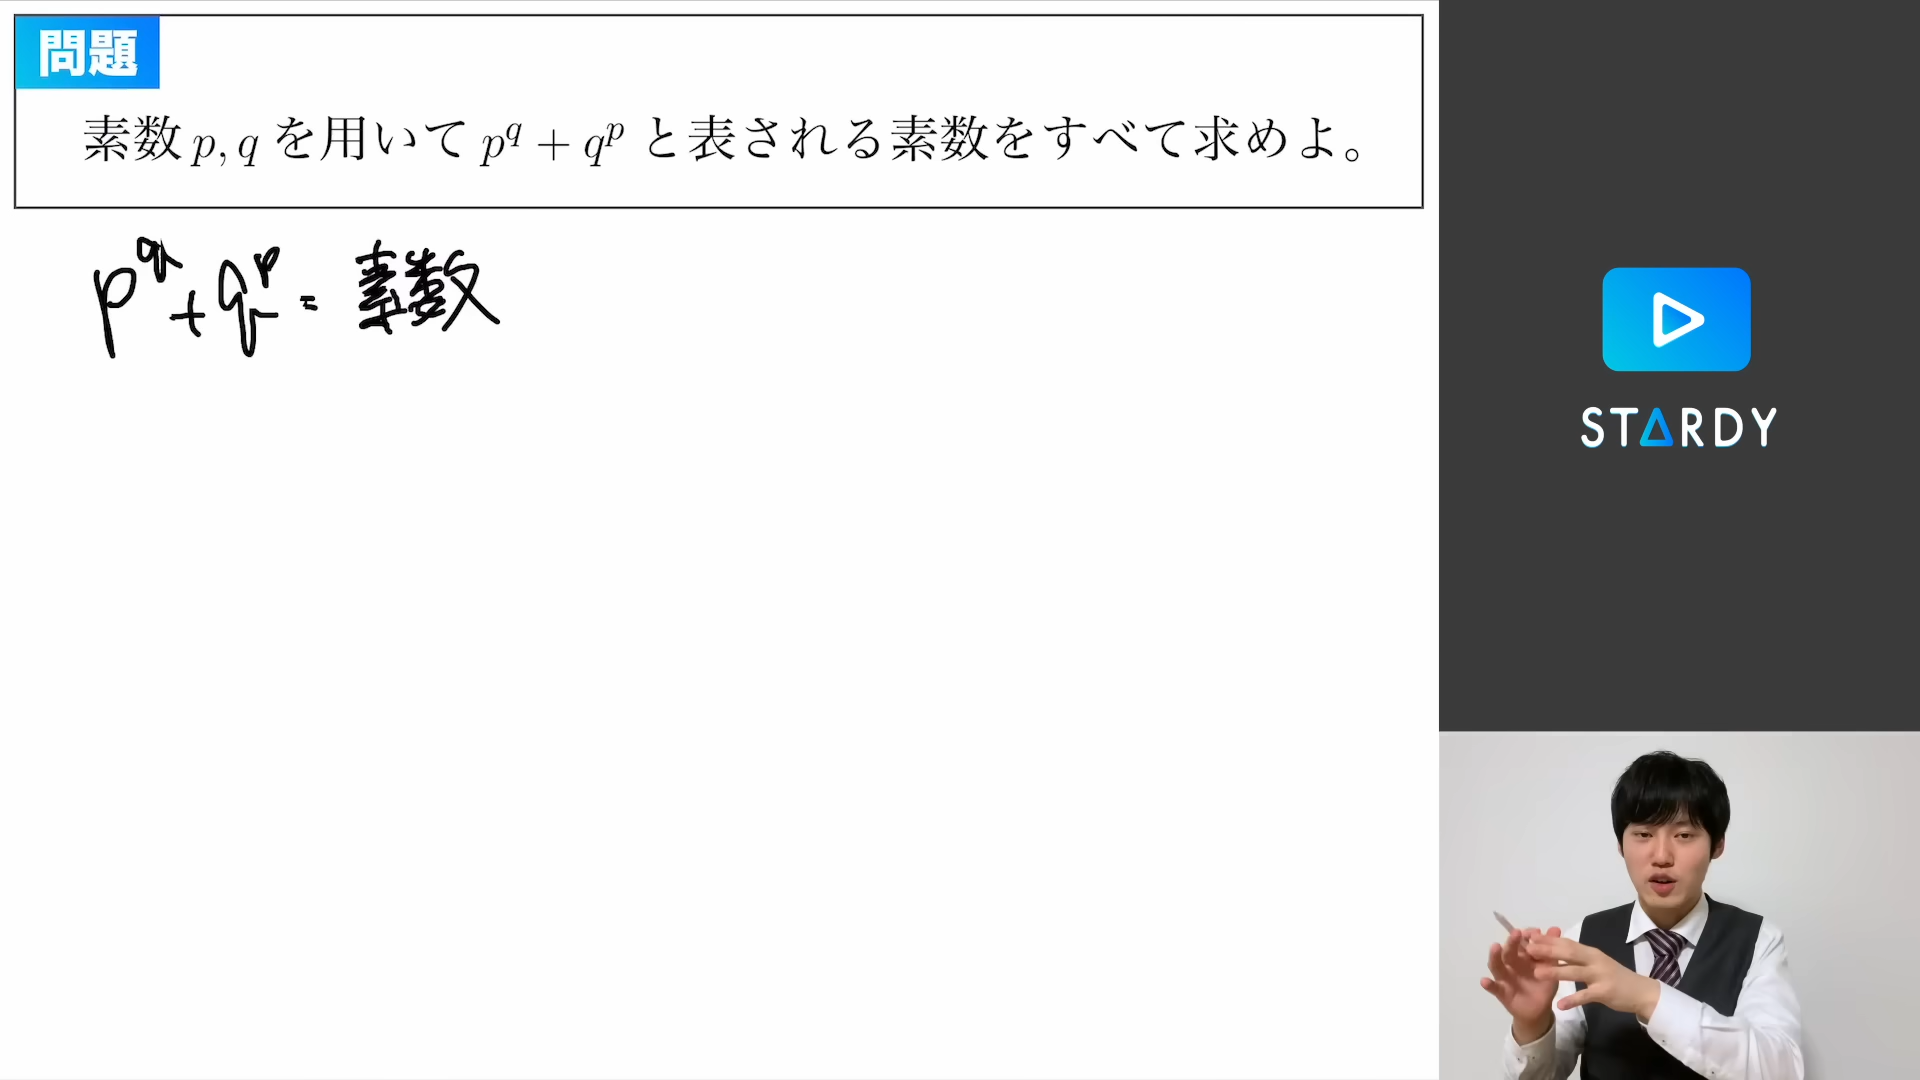 問題
素数 p, q を用いて p^q + q^p と表される素数をすべて求めよ。
p^q + q^p = 素数
STARDY